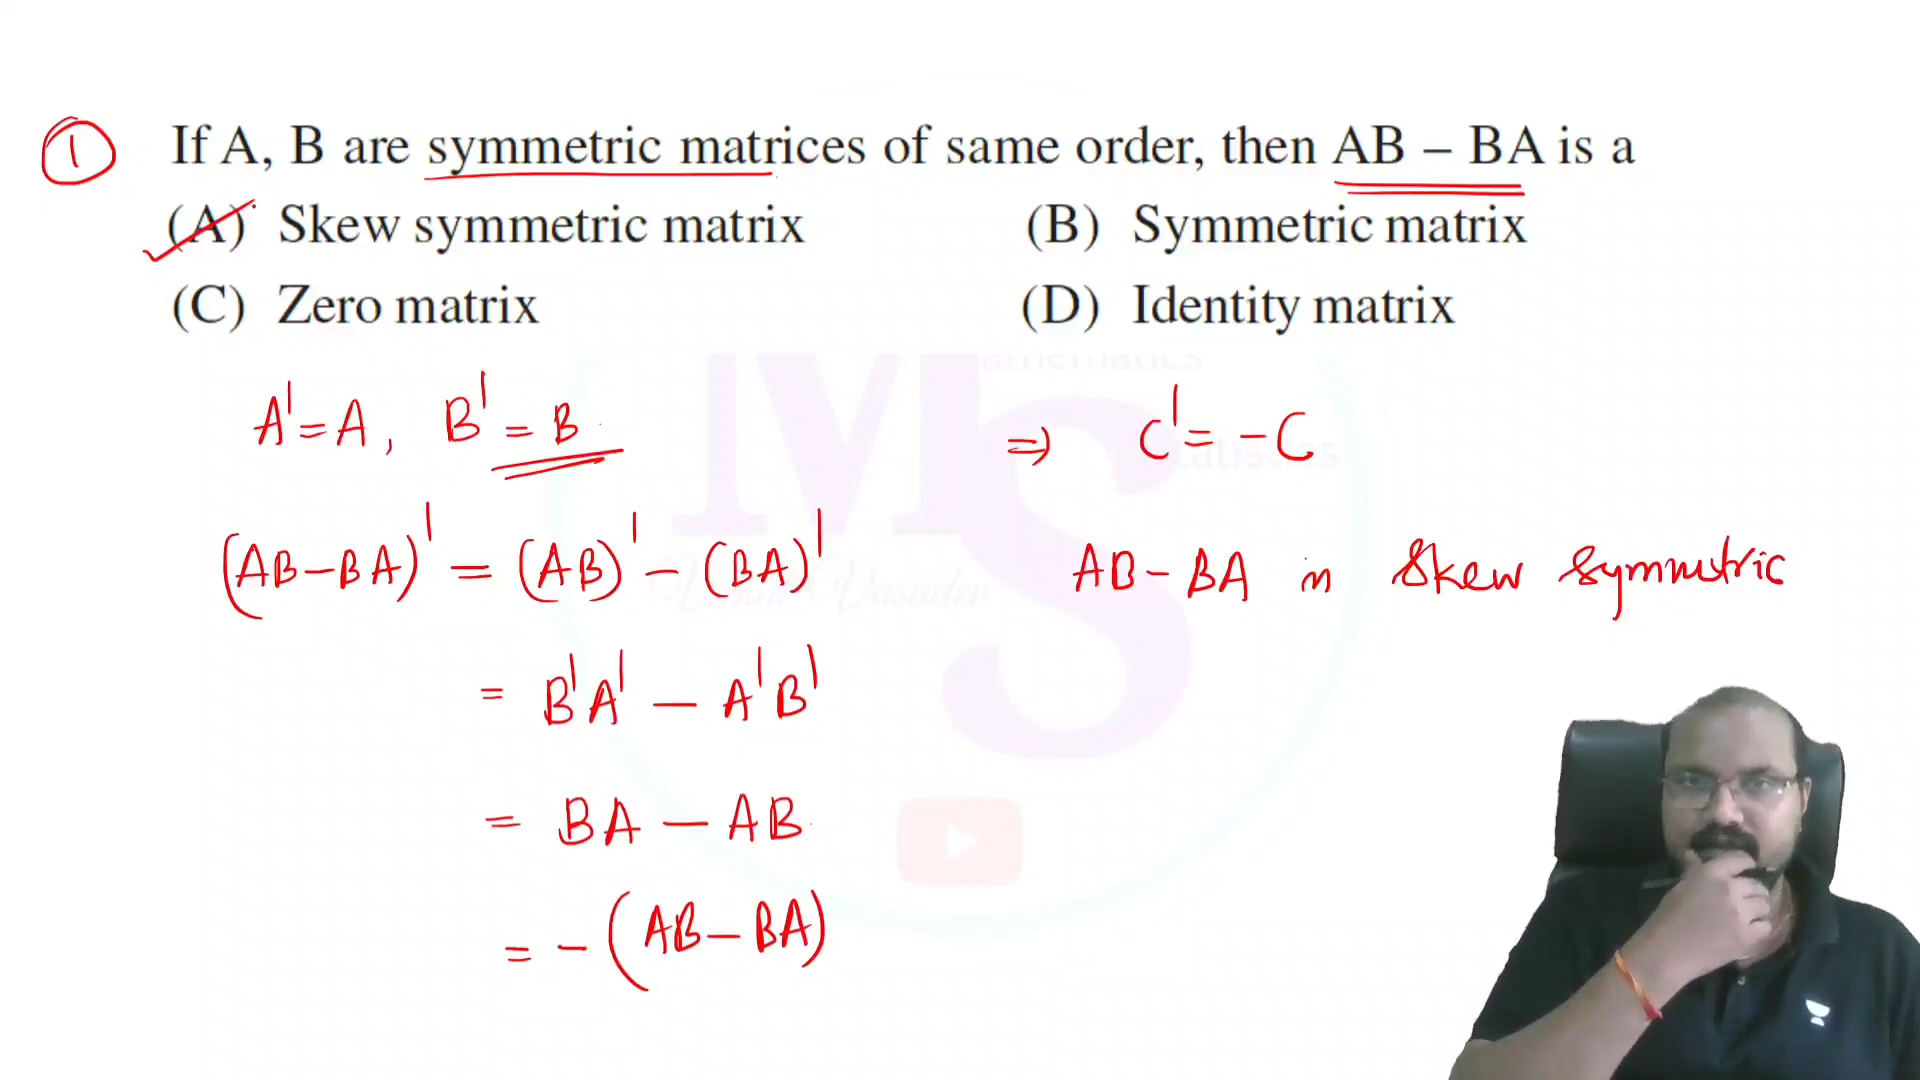 1 If A, B are symmetric matrices of same order, then AB – BA is a
(A) Skew symmetric matrix (B) Symmetric matrix
(C) Zero matrix (D) Identity matrix
A' = A, B' = B
⇒ C' = -C
(AB-BA)' = (AB)' - (BA)'
AB - BA is Skew Symmetric
= B'A' - A'B'
= BA - AB
= -(AB-BA)
MS